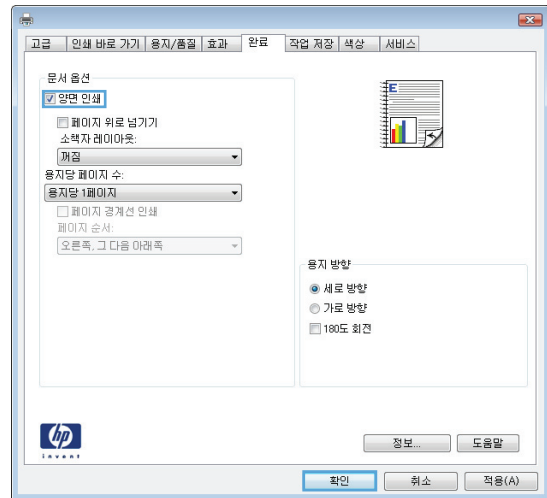 고급 인쇄 바로 가기 용지/품질 효과 완료 작업 저장 색상 서비스
문서 옵션
양면 인쇄
페이지 위로 넘기기
소책자 레이아웃:
꺼짐
용지당 페이지 수:
용지당 1페이지
페이지 경계선 인쇄
페이지 순서:
오른쪽, 그 다음 아래쪽
E
용지 방향
세로 방향
가로 방향
180도 회전
hp
invent
정보... 도움말
확인 취소 적용(A)